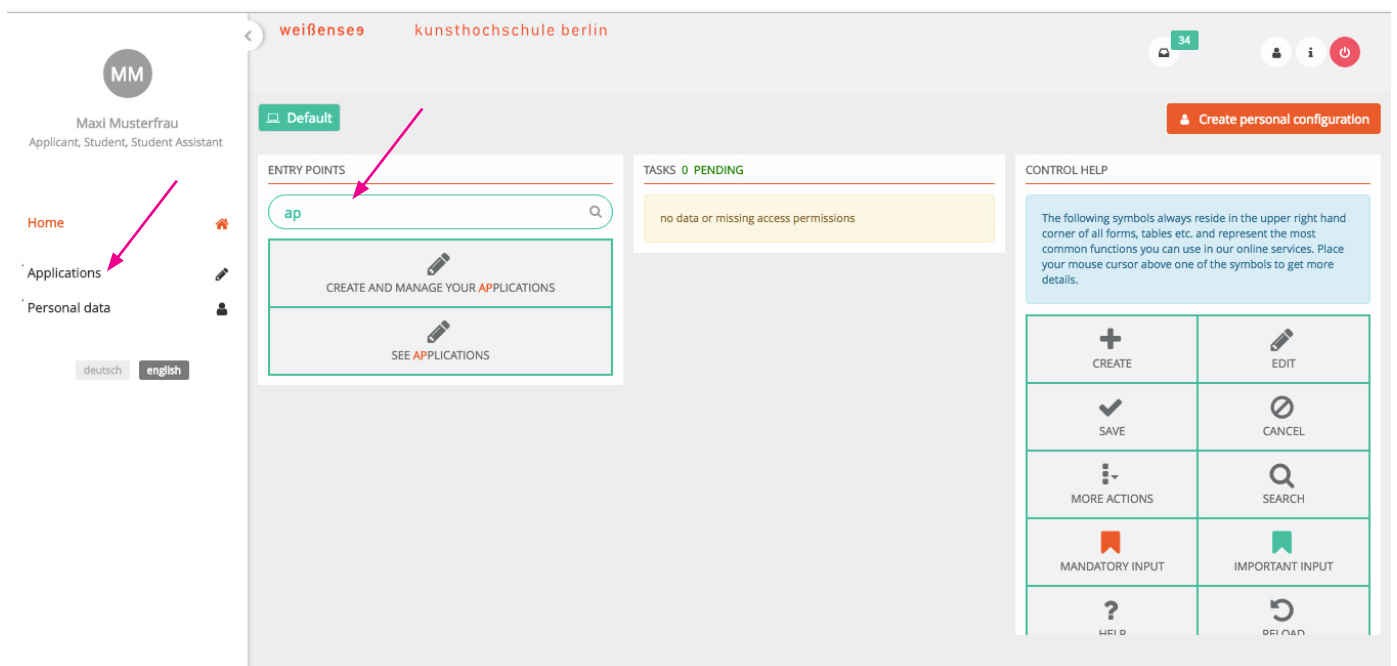 weißensee kunsthochschule berlin
34
MM
Maxi Musterfrau
Applicant, Student, Student Assistant
Home
Applications
Personal data
deutsch english
Default
Create personal configuration
ENTRY POINTS
ap
CREATE AND MANAGE YOUR APPLICATIONS
SEE APPLICATIONS
TASKS 0 PENDING
no data or missing access permissions
CONTROL HELP
The following symbols always reside in the upper right hand
corner of all forms, tables etc. and represent the most
common functions you can use in our online services. Place
your mouse cursor above one of the symbols to get more
details.
CREATE
EDIT
SAVE
CANCEL
MORE ACTIONS
SEARCH
MANDATORY INPUT
IMPORTANT INPUT
HELP
RELOAD